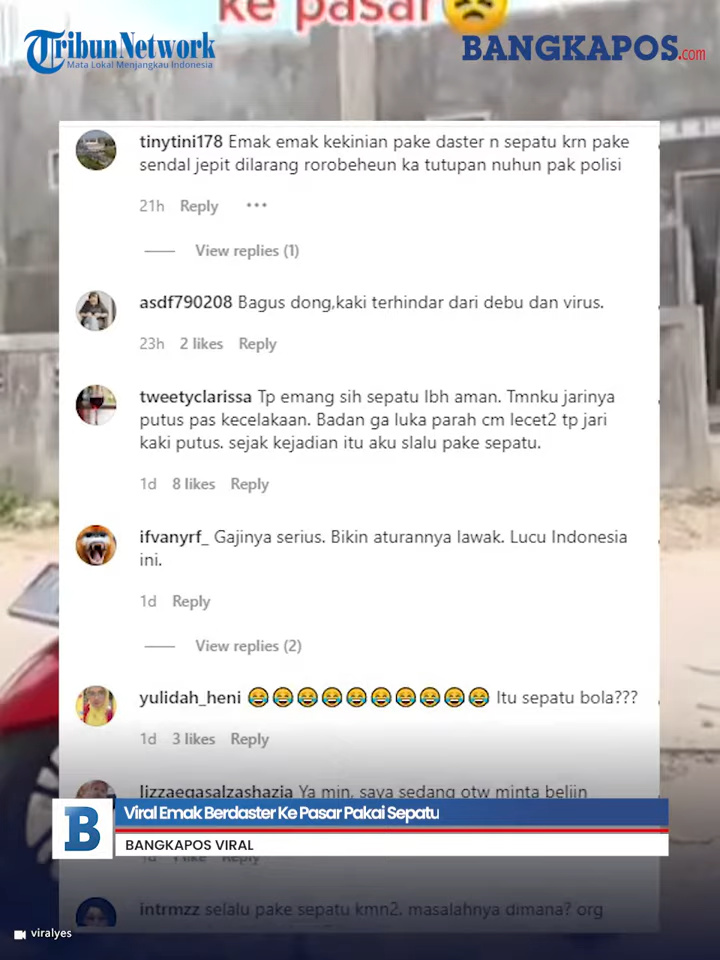 ke pasar
TribunNetwork
Mata Lokal Menjangkau Indonesia
BANGKAPOS.com
tinytini178 Emak emak kekinian pake daster n sepatu krn pake
sendal jepit dilarang rorobeheun ka tutupan nuhun pak polisi
21h Reply •••
View replies (1)
asdf790208 Bagus dong,kaki terhindar dari debu dan virus.
23h 2 likes Reply
tweetyclarissa Tp emang sih sepatu lbh aman. Tmnku jarinya
putus pas kecelakaan. Badan ga luka parah cm lecet2 tp jari
kaki putus. sejak kejadian itu aku slalu pake sepatu.
1d 8 likes Reply
ifvanyrf_ Gajinya serius. Bikin aturannya lawak. Lucu Indonesia
ini.
1d Reply
View replies (2)
yulidah_heni 😂😂😂😂😂😂😂😂😂😂 Itu sepatu bola???
1d 3 likes Reply
lizzaegasalzashazia Ya min, saya sedang otw minta beliin
B
Viral Emak Berdaster Ke Pasar Pakai Sepatu
BANGKAPOS VIRAL
1d 1 like Reply
intrmzz selalu pake sepatu kmn2. masalahnya dimana? org
viralyes